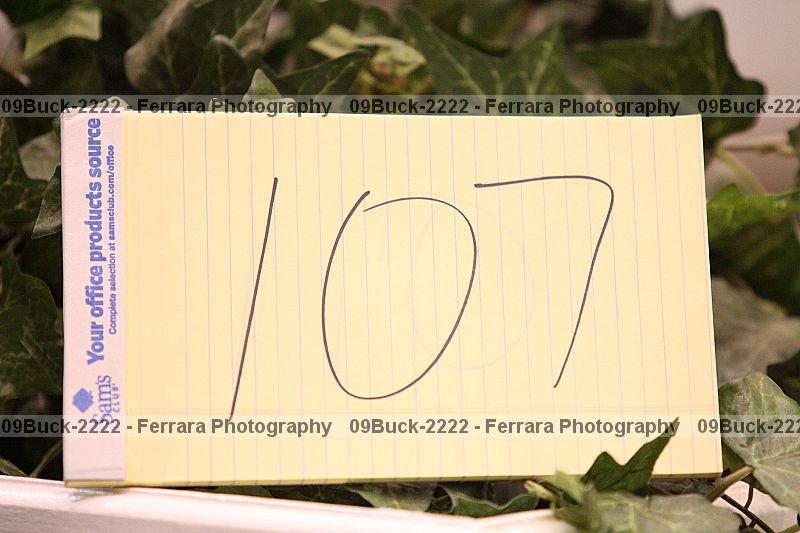 09Buck-2222 - Ferrara Photography 09Buck-2222 - Ferrara Photography 09Buck-2222
107
Your office products source
Complete selection at samsclub.com/office
Sam's
CLUB
09Buck-2222 - Ferrara Photography 09Buck-2222 - Ferrara Photography 09Buck-2222